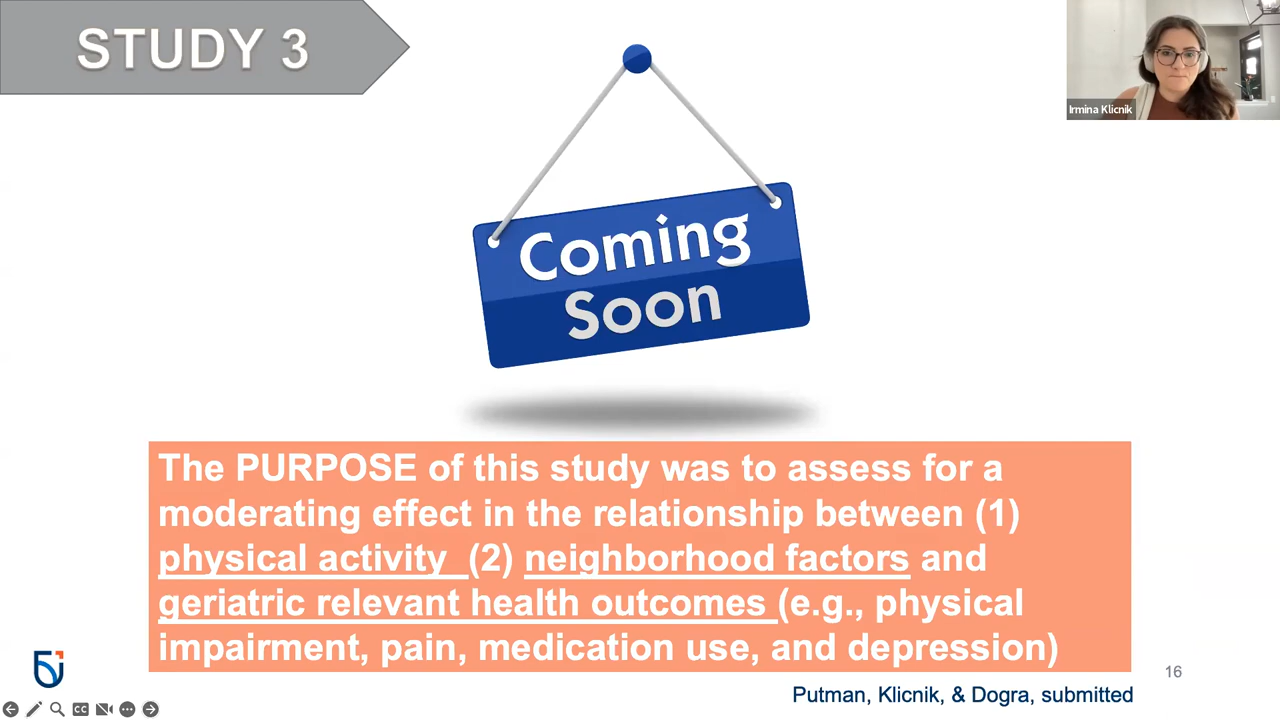 STUDY 3
Irmina Klicnik
Coming
Soon
The PURPOSE of this study was to assess for a
moderating effect in the relationship between (1)
physical activity (2) neighborhood factors and
geriatric relevant health outcomes (e.g., physical
impairment, pain, medication use, and depression)
16
Putman, Klicnik, & Dogra, submitted
CC